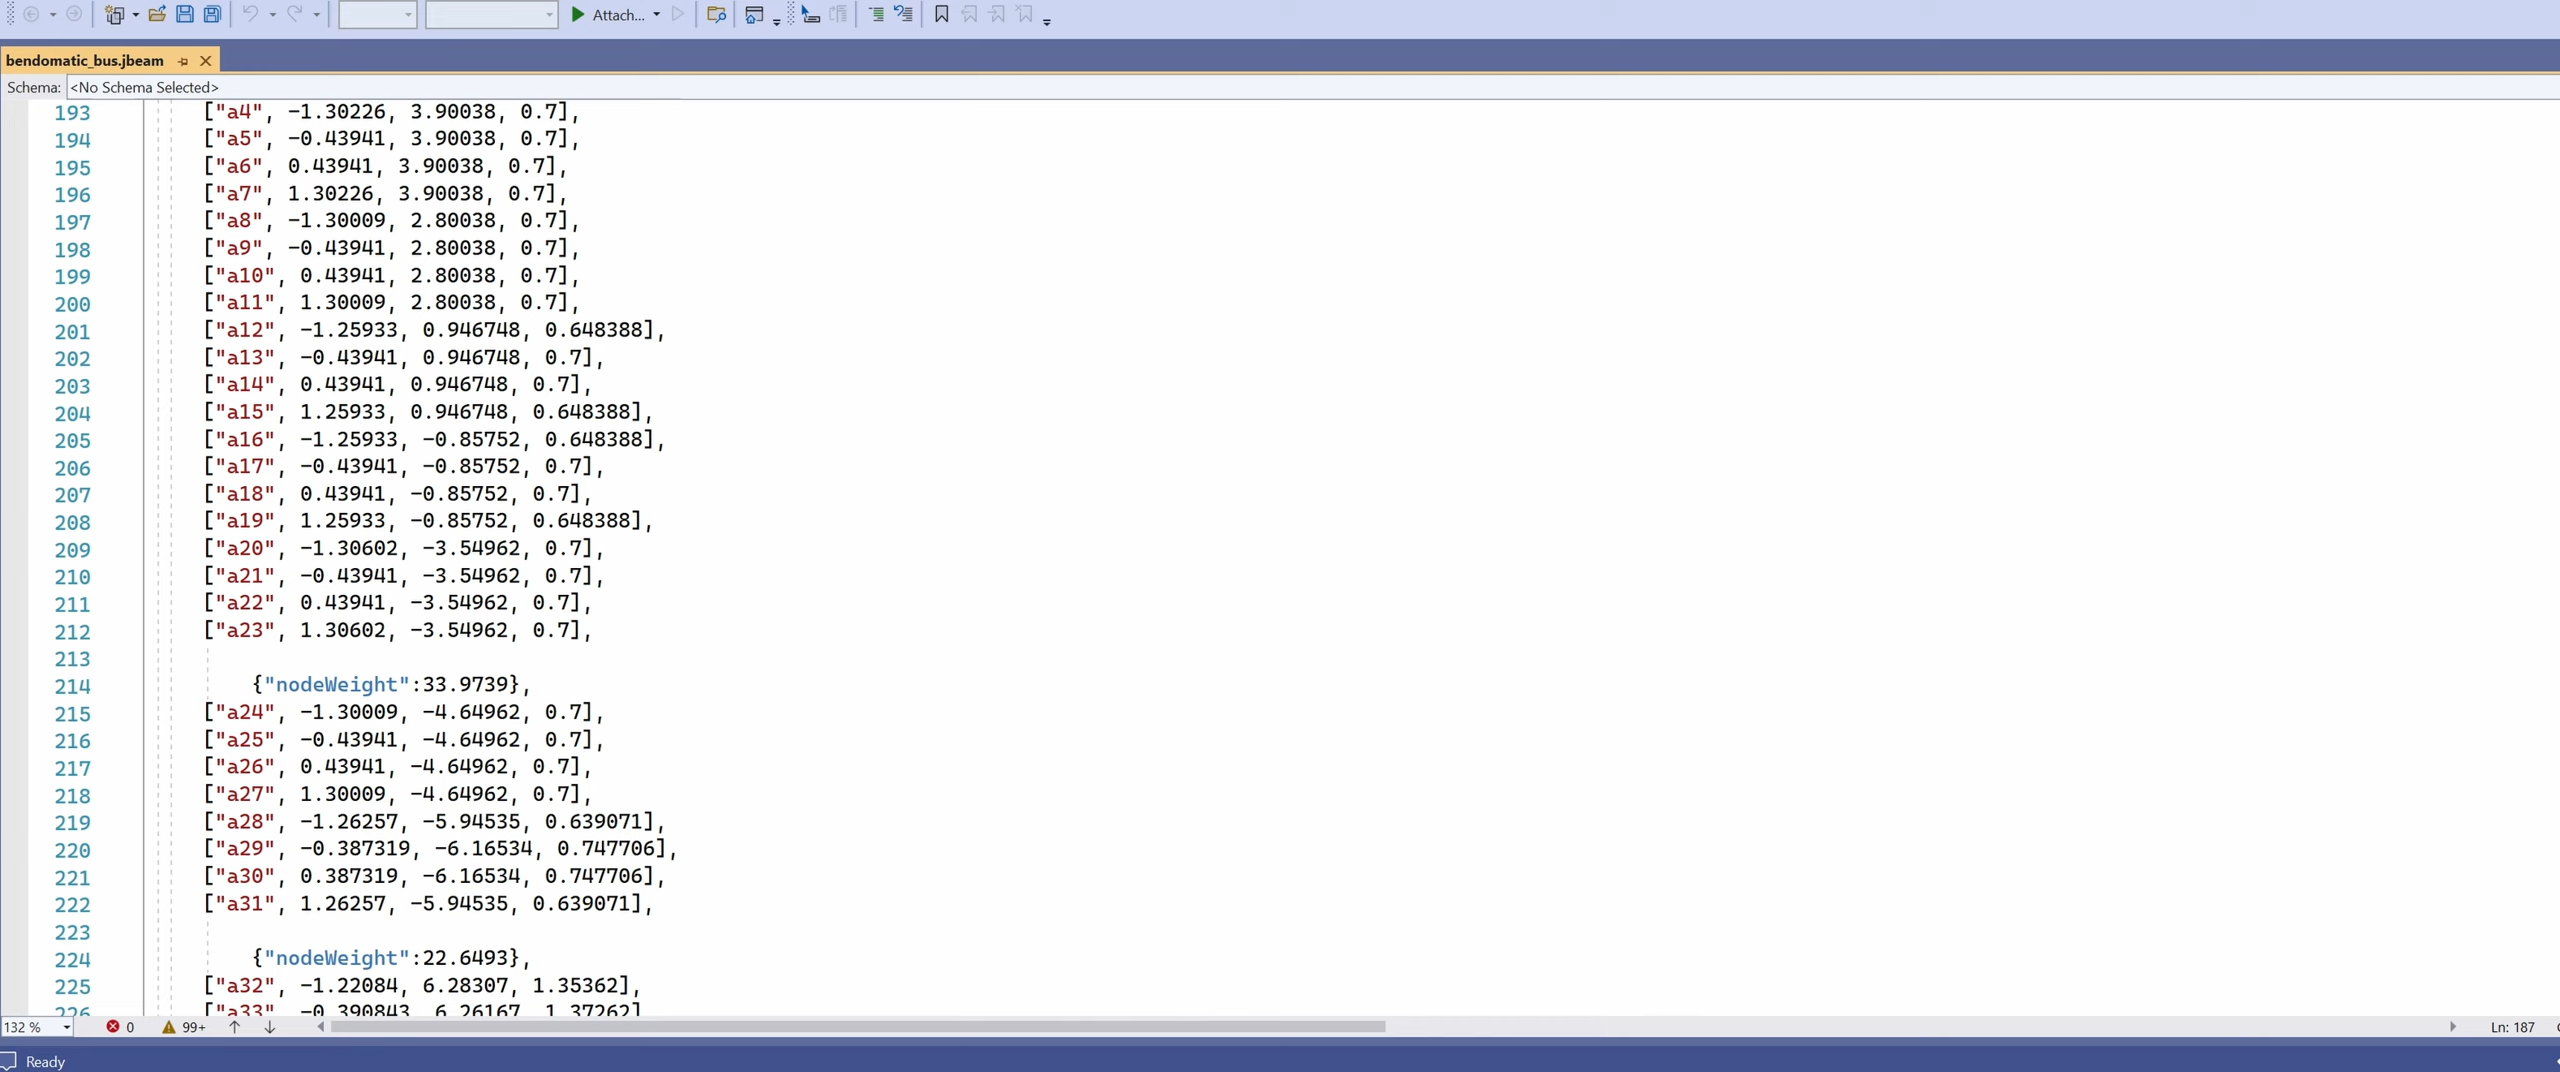 Attach...
bendomatic_bus.jbeam
Schema: <No Schema Selected>
193 ["a4", -1.30226, 3.90038, 0.7],
194 ["a5", -0.43941, 3.90038, 0.7],
195 ["a6", 0.43941, 3.90038, 0.7],
196 ["a7", 1.30226, 3.90038, 0.7],
197 ["a8", -1.30009, 2.80038, 0.7],
198 ["a9", -0.43941, 2.80038, 0.7],
199 ["a10", 0.43941, 2.80038, 0.7],
200 ["a11", 1.30009, 2.80038, 0.7],
201 ["a12", -1.25933, 0.946748, 0.648388],
202 ["a13", -0.43941, 0.946748, 0.7],
203 ["a14", 0.43941, 0.946748, 0.7],
204 ["a15", 1.25933, 0.946748, 0.648388],
205 ["a16", -1.25933, -0.85752, 0.648388],
206 ["a17", -0.43941, -0.85752, 0.7],
207 ["a18", 0.43941, -0.85752, 0.7],
208 ["a19", 1.25933, -0.85752, 0.648388],
209 ["a20", -1.30602, -3.54962, 0.7],
210 ["a21", -0.43941, -3.54962, 0.7],
211 ["a22", 0.43941, -3.54962, 0.7],
212 ["a23", 1.30602, -3.54962, 0.7],
213
214 {"nodeWeight":33.9739},
215 ["a24", -1.30009, -4.64962, 0.7],
216 ["a25", -0.43941, -4.64962, 0.7],
217 ["a26", 0.43941, -4.64962, 0.7],
218 ["a27", 1.30009, -4.64962, 0.7],
219 ["a28", -1.26257, -5.94535, 0.639071],
220 ["a29", -0.387319, -6.16534, 0.747706],
221 ["a30", 0.387319, -6.16534, 0.747706],
222 ["a31", 1.26257, -5.94535, 0.639071],
223
224 {"nodeWeight":22.6493},
225 ["a32", -1.22084, 6.28307, 1.35362],
226 ["a33", -0.390843, 6.26167, 1.37262]
132 % 0 99+ Ln: 187
Ready